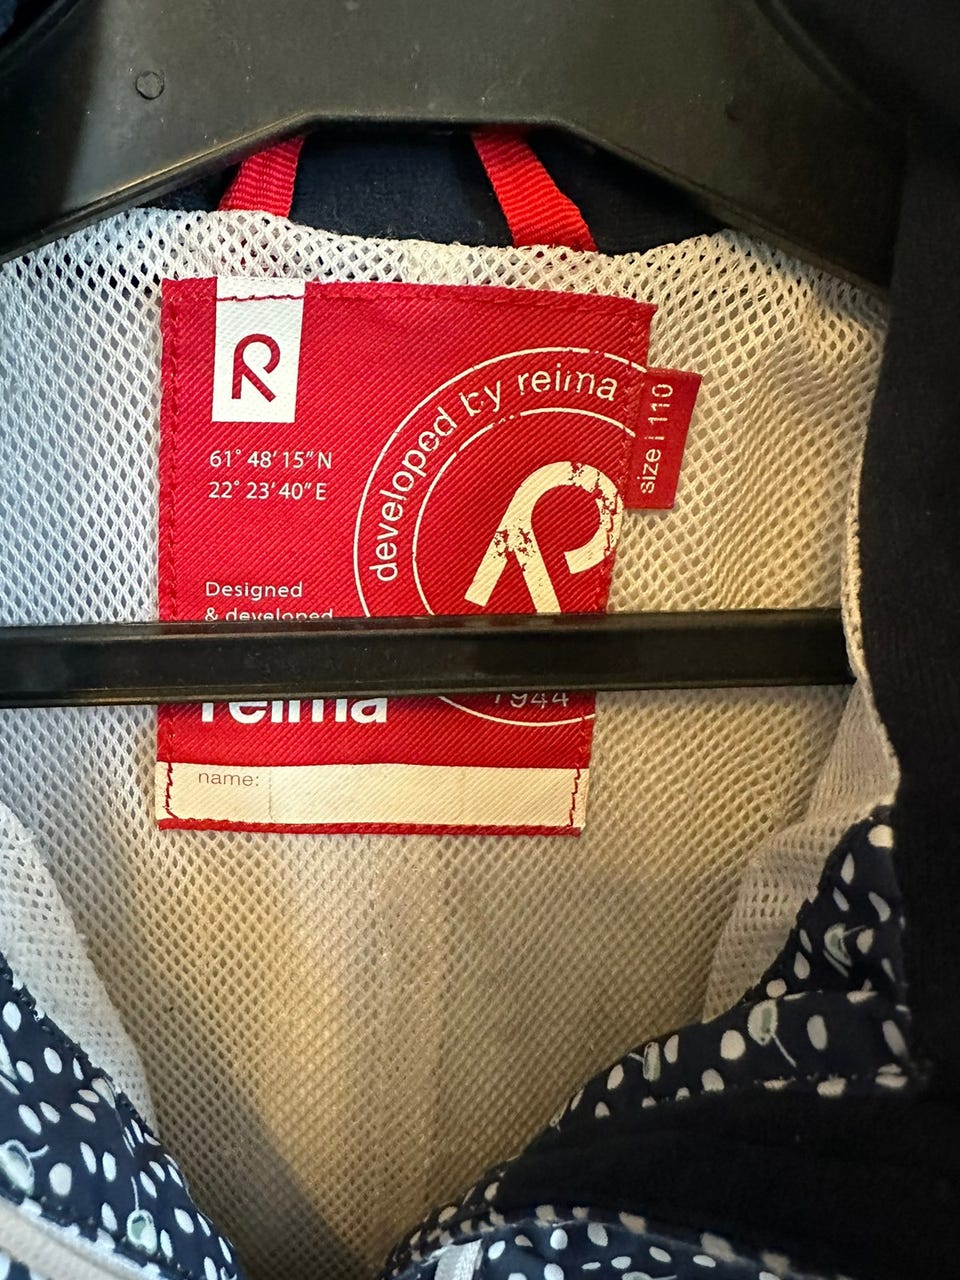 R
61° 48' 15" N
22° 23' 40" E
developed by reima
size | 110
Designed
& developed
reima
1944
name: